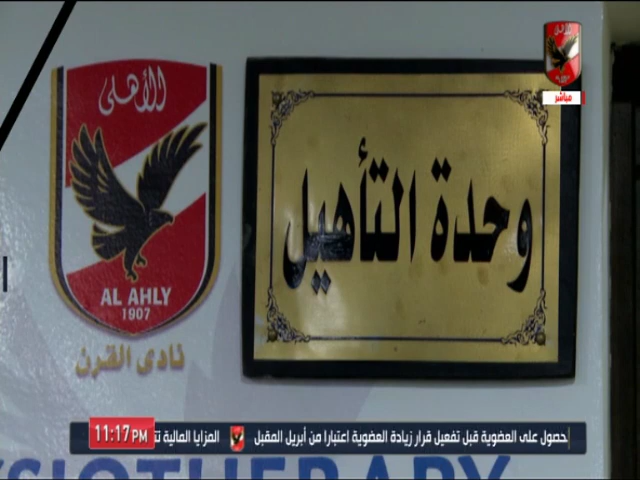 الأهلى
AL AHLY
1907
نادى القرن
وحدة التأهيل
مباشر
حصول على العضوية قبل تفعيل قرار زيادة العضوية اعتبارا من أبريل المقبل
المزايا المالية
11:17 PM
PHYSIOTHERAPY